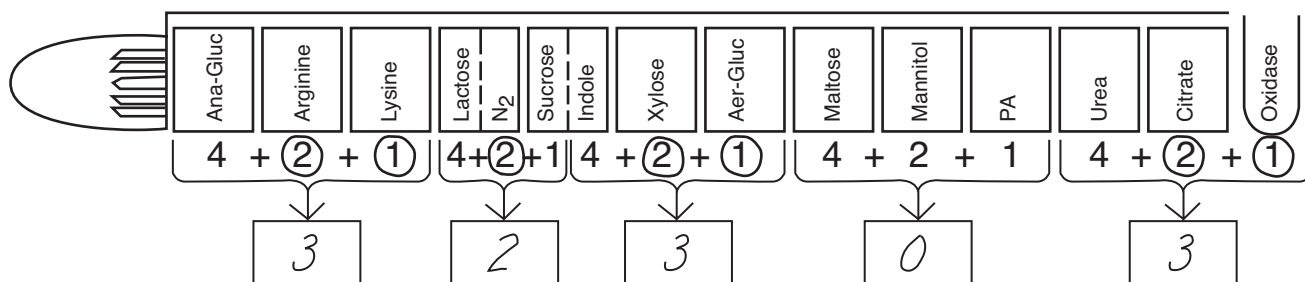 Ana-Gluc Arginine Lysine Lactose N2 Sucrose Indole Xylose Aer-Gluc Maltose Mannitol PA Urea Citrate Oxidase
4 + 2 + 1 4+2+1 4 + 2 + 1 4 + 2 + 1 4 + 2 + 1
3 2 3 0 3